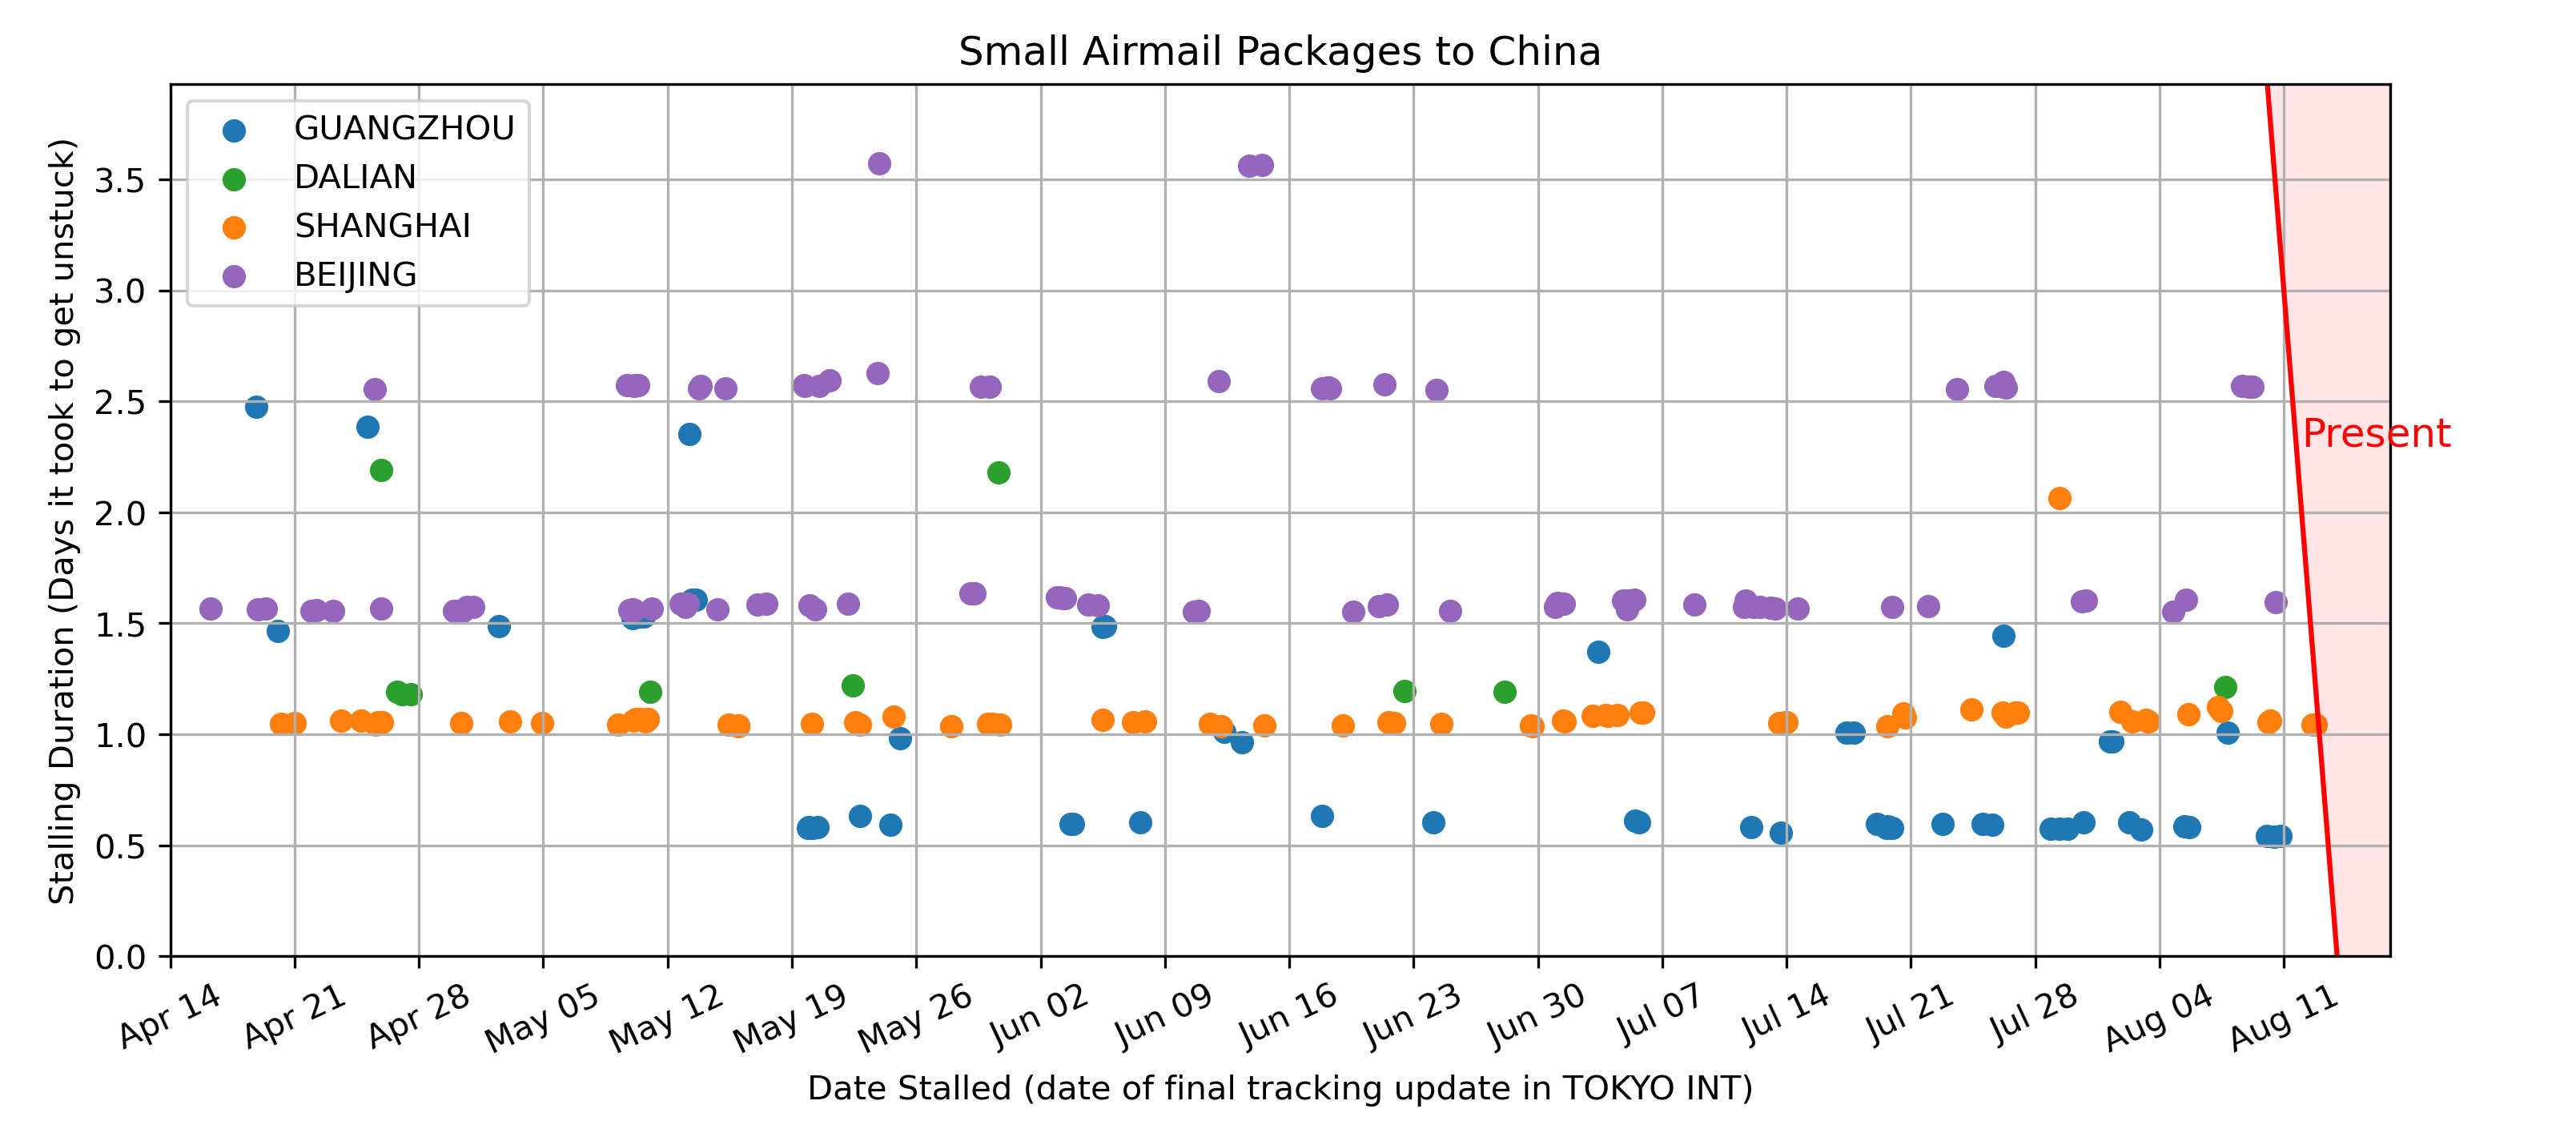 Small Airmail Packages to China
GUANGZHOU
DALIAN
SHANGHAI
BEIJING
Stalling Duration (Days it took to get unstuck)
3.5
3.0
2.5
2.0
1.5
1.0
0.5
0.0
Present
Apr 14
Apr 21
Apr 28
May 05
May 12
May 19
May 26
Jun 02
Jun 09
Jun 16
Jun 23
Jun 30
Jul 07
Jul 14
Jul 21
Jul 28
Aug 04
Aug 11
Date Stalled (date of final tracking update in TOKYO INT)